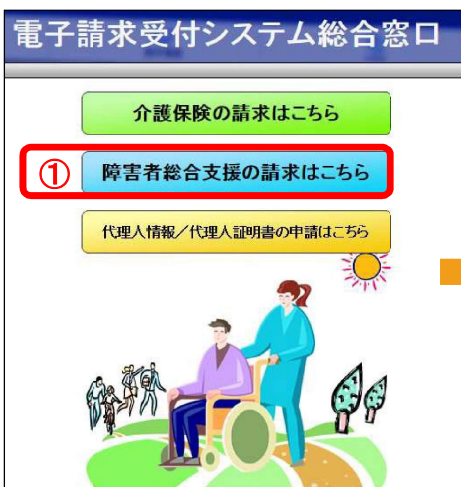 電子請求受付システム総合窓口
介護保険の請求はこちら
① 障害者総合支援の請求はこちら
代理人情報/代理人証明書の申請はこちら